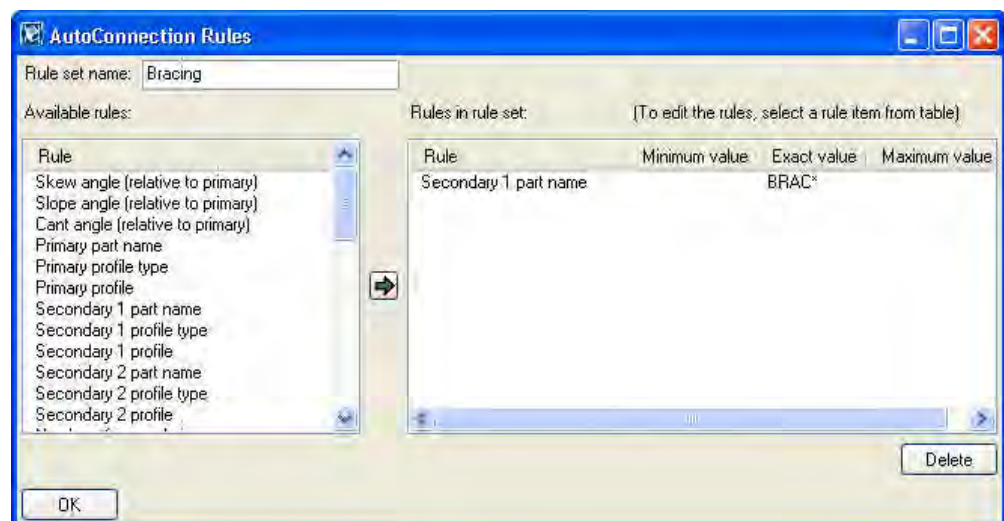 AutoConnection Rules
Rule set name: Bracing
Available rules:
Rules in rule set: (To edit the rules, select a rule item from table)
Rule
Skew angle (relative to primary)
Slope angle (relative to primary)
Cant angle (relative to primary)
Primary part name
Primary profile type
Primary profile
Secondary 1 part name
Secondary 1 profile type
Secondary 1 profile
Secondary 2 part name
Secondary 2 profile type
Secondary 2 profile
Rule Minimum value Exact value Maximum value
Secondary 1 part name BRAC*
Delete
OK